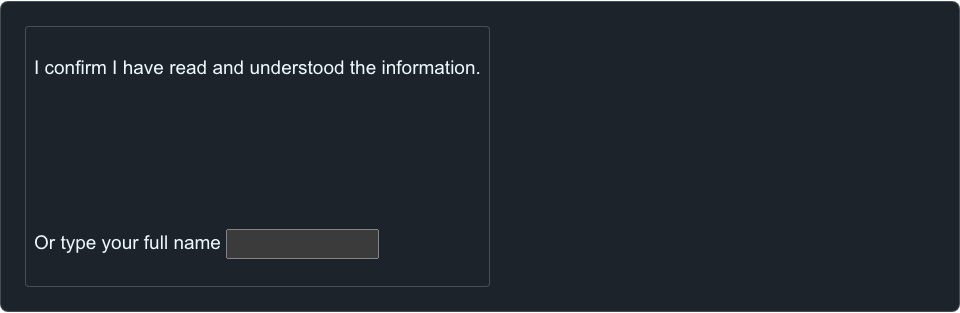 I confirm I have read and understood the information.
Or type your full name